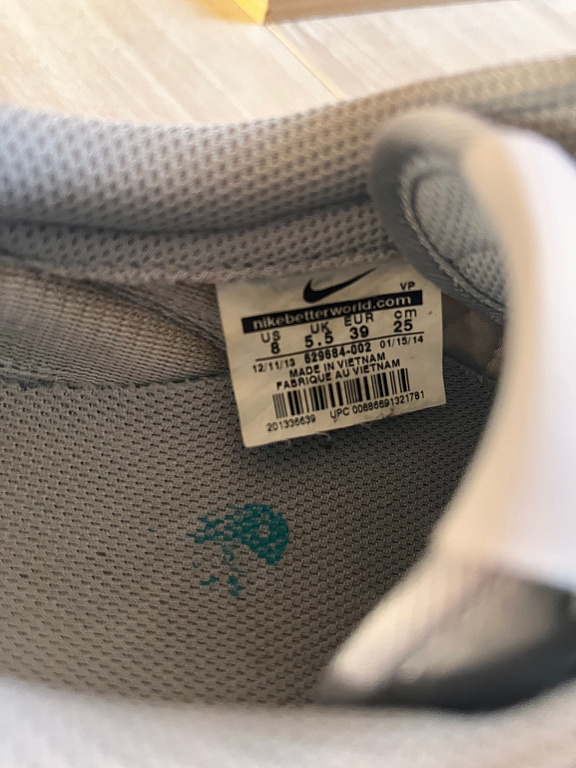 VP
nikebetterworld.com
US UK EUR cm
8 5.5 39 25
12/11/13 629684-002 01/15/14
MADE IN VIETNAM
FABRIQUE AU VIETNAM
201336639 UPC 00886691321781